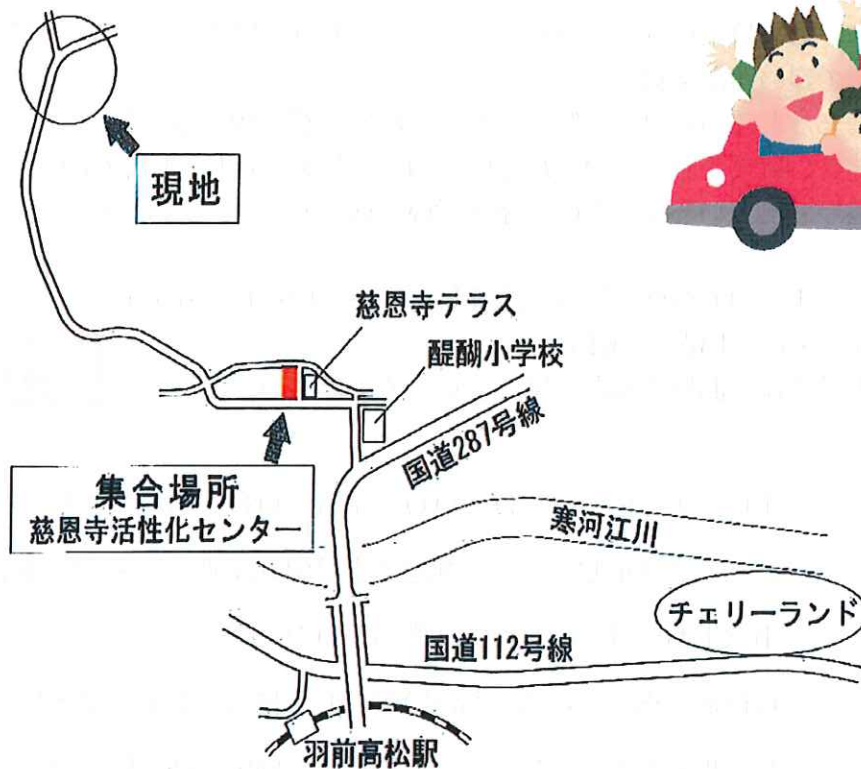 現地
慈恩寺テラス
醍醐小学校
国道287号線
集合場所
慈恩寺活性化センター
寒河江川
チェリーランド
国道112号線
羽前高松駅